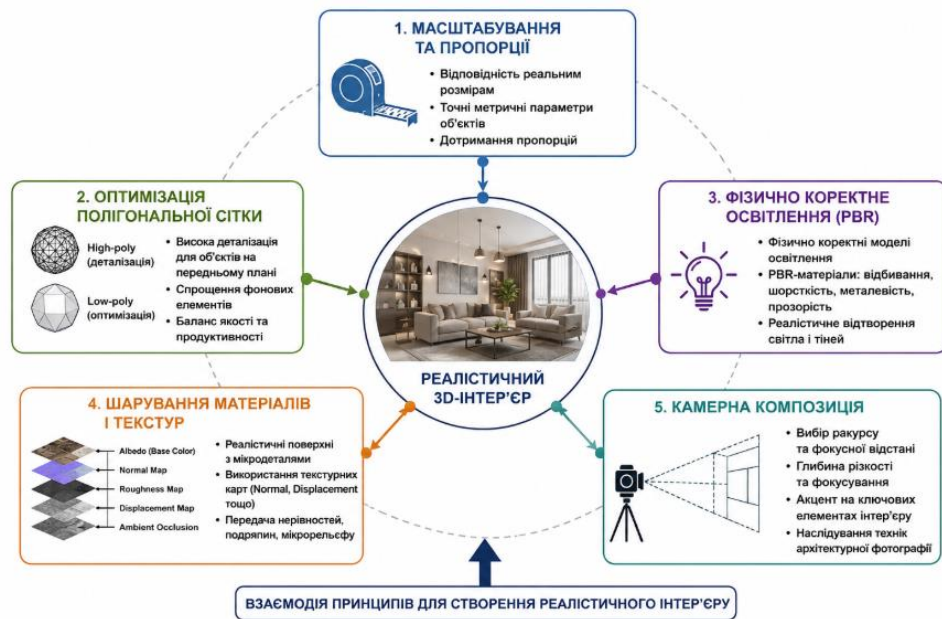 1. МАСШТАБУВАННЯ
ТА ПРОПОРЦІЇ
• Відповідність реальним
розмірам
• Точні метричні параметри
об'єктів
• Дотримання пропорцій
2. ОПТИМІЗАЦІЯ
ПОЛІГОНАЛЬНОЇ СІТКИ
High-poly
(деталізація)
Low-poly
(оптимізація)
• Висока деталізація
для об'єктів на
передньому плані
• Спрощення фонових
елементів
• Баланс якості та
продуктивності
3. ФІЗИЧНО КОРЕКТНЕ
ОСВІТЛЕННЯ (PBR)
• Фізично коректні моделі
освітлення
• PBR-матеріали: відбивання,
шорсткість, металевість,
прозорість
• Реалістичне відтворення
світла і тіней
РЕАЛІСТИЧНИЙ
3D-ІНТЕР'ЄР
4. ШАРУВАННЯ МАТЕРІАЛІВ
І ТЕКСТУР
Albedo (Base Color)
Normal Map
Roughness Map
Displacement Map
Ambient Occlusion
• Реалістичні поверхні
з мікродеталями
• Використання текстурних
карт (Normal, Displacement
тощо)
• Передача нерівностей,
подряпин, мікрорельєфу
5. КАМЕРНА КОМПОЗИЦІЯ
• Вибір ракурсу
та фокусної відстані
• Глибина різкості
та фокусування
• Акцент на ключових
елементах інтер'єру
• Наслідування технік
архітектурної фотографії
ВЗАЄМОДІЯ ПРИНЦИПІВ ДЛЯ СТВОРЕННЯ РЕАЛІСТИЧНОГО ІНТЕР'ЄРУ